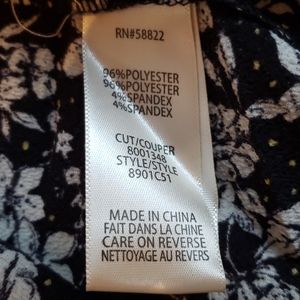 RN#58822
96%POLYESTER
96%POLYESTER
4%SPANDEX
4%SPANDEX
CUT/COUPER
8001348
STYLE/STYLE
8901C51
MADE IN CHINA
FAIT DANS LA CHINE
CARE ON REVERSE
NETTOYAGE AU REVERS